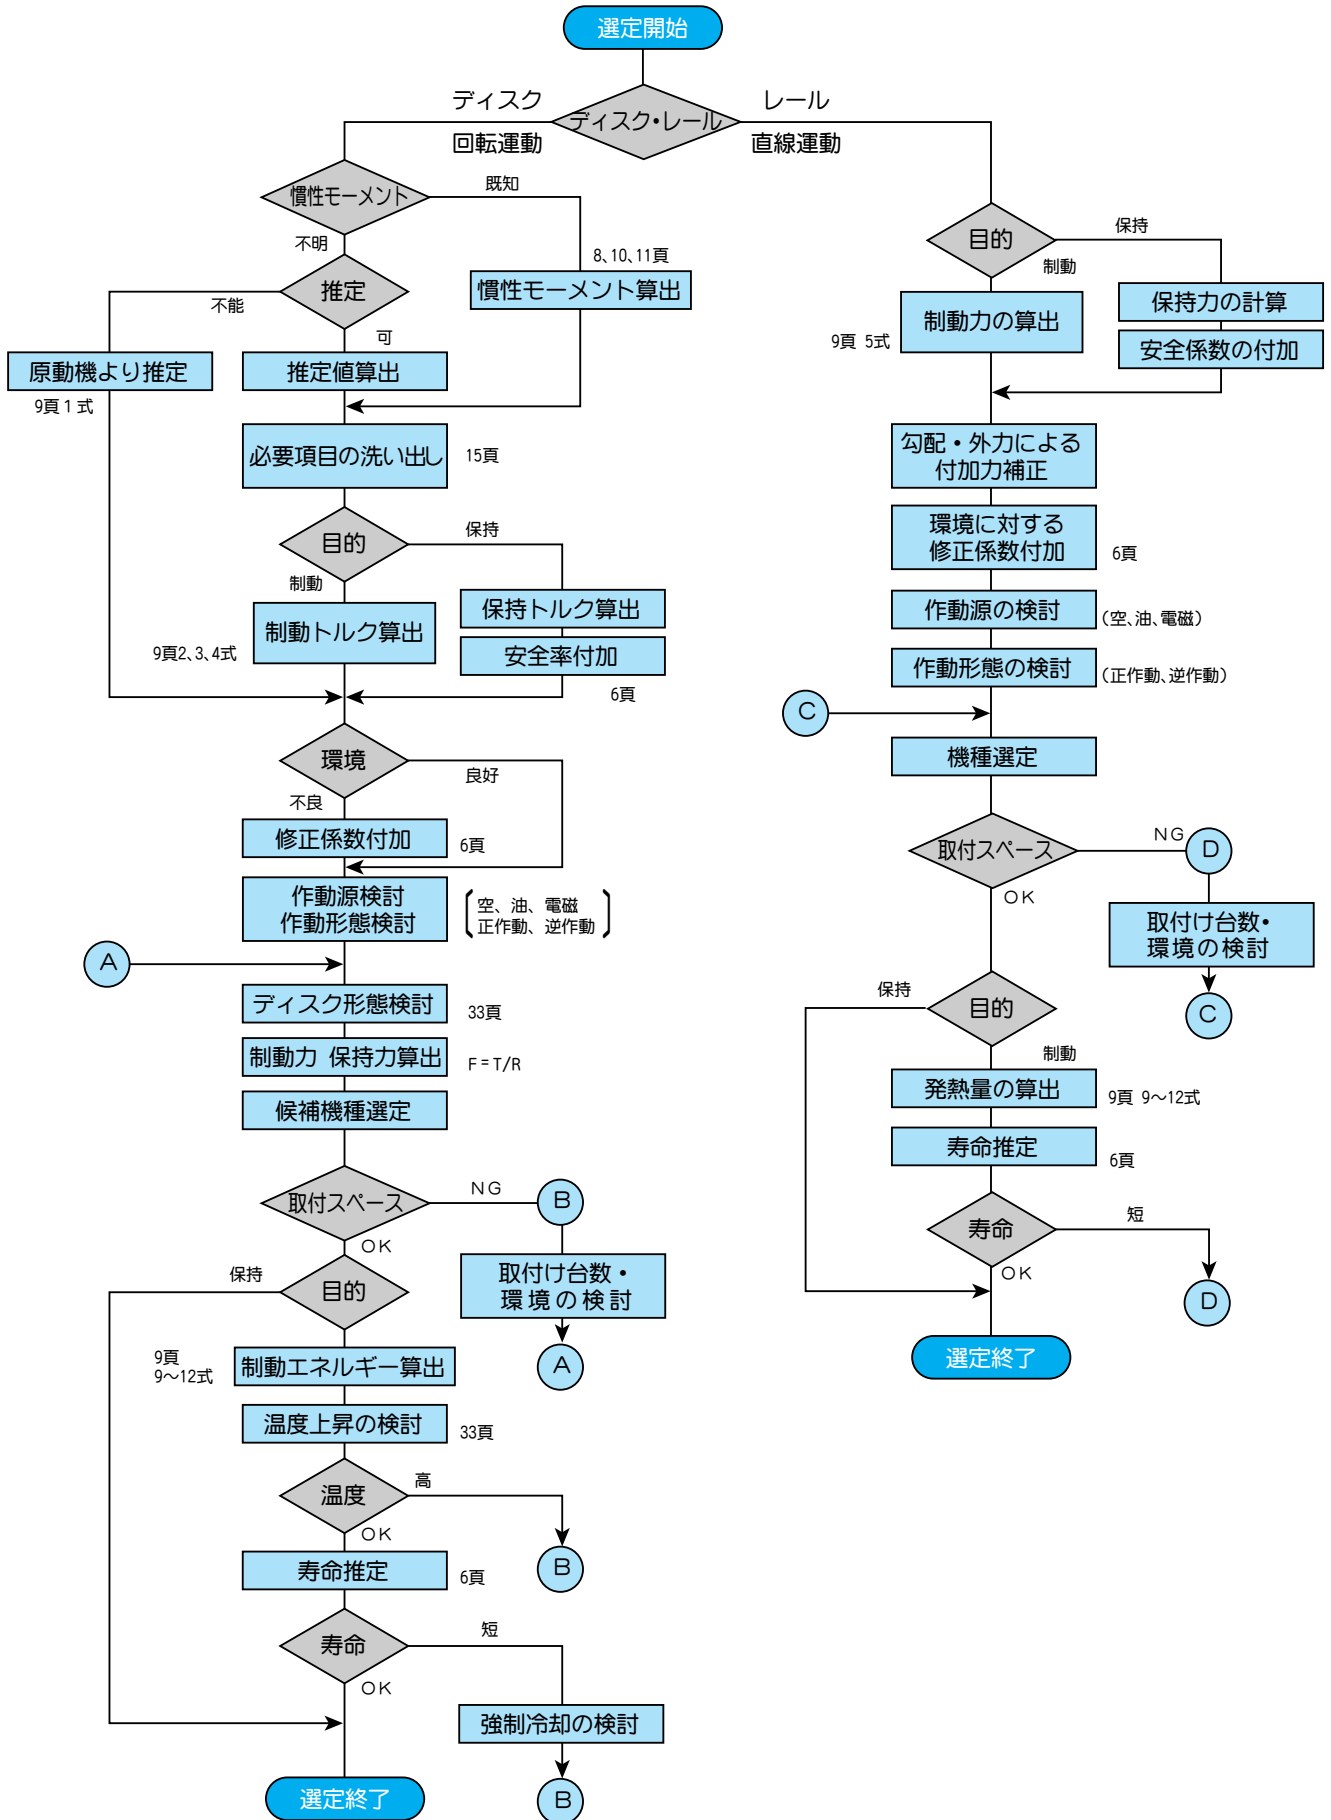 選定開始
ディスク
レール
ディスク・レール
回転運動
直線運動
慣性モーメント
既知
不明
8、10、11頁
慣性モーメント算出
推定
不能
可
原動機より推定
9頁1式
推定値算出
必要項目の洗い出し
15頁
目的
保持
制動
制動トルク算出
9頁2、3、4式
保持トルク算出
安全率付加
6頁
環境
良好
不良
修正係数付加
6頁
作動源検討
作動形態検討
空、油、電磁
正作動、逆作動
A
ディスク形態検討
33頁
制動力 保持力算出
F=T/R
候補機種選定
取付スペース
NG
B
OK
取付け台数・
環境の検討
A
目的
保持
9頁
9〜12式
制動エネルギー算出
温度上昇の検討
33頁
温度
高
OK
B
寿命推定
6頁
寿命
短
OK
強制冷却の検討
B
選定終了
目的
保持
制動
制動力の算出
9頁 5式
保持力の計算
安全係数の付加
勾配・外力による
付加力補正
環境に対する
修正係数付加
6頁
作動源の検討
(空、油、電磁)
作動形態の検討
(正作動、逆作動)
C
機種選定
取付スペース
NG
D
OK
取付け台数・
環境の検討
C
目的
保持
制動
発熱量の算出
9頁 9〜12式
寿命推定
6頁
寿命
短
OK
D
選定終了